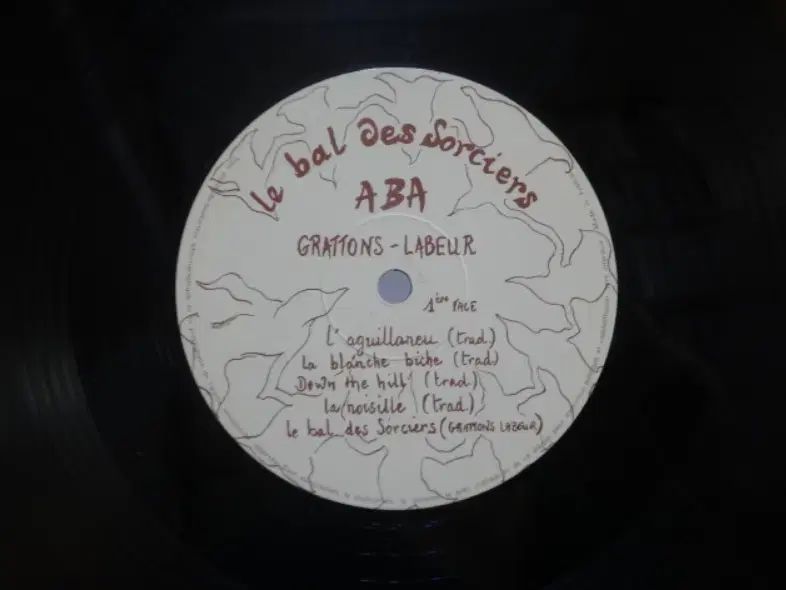 le bal des Sorciers
ABA
GRATTONS - LABEUR
1ère FACE
L' aguillaneu (trad.)
La blanche biche (trad)
Down the hill (trad.)
la noisille (trad.)
le bal des Sorciers (GRATTONS LABEUR)